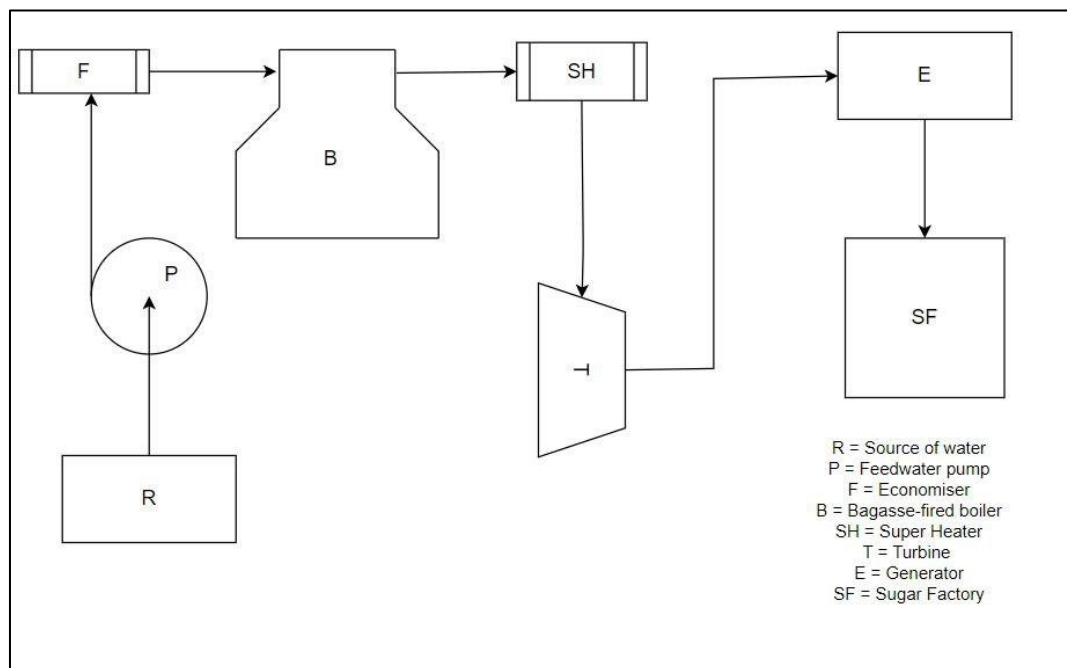 F
B
SH
E
P
T
SF
R
R = Source of water
P = Feedwater pump
F = Economiser
B = Bagasse-fired boiler
SH = Super Heater
T = Turbine
E = Generator
SF = Sugar Factory